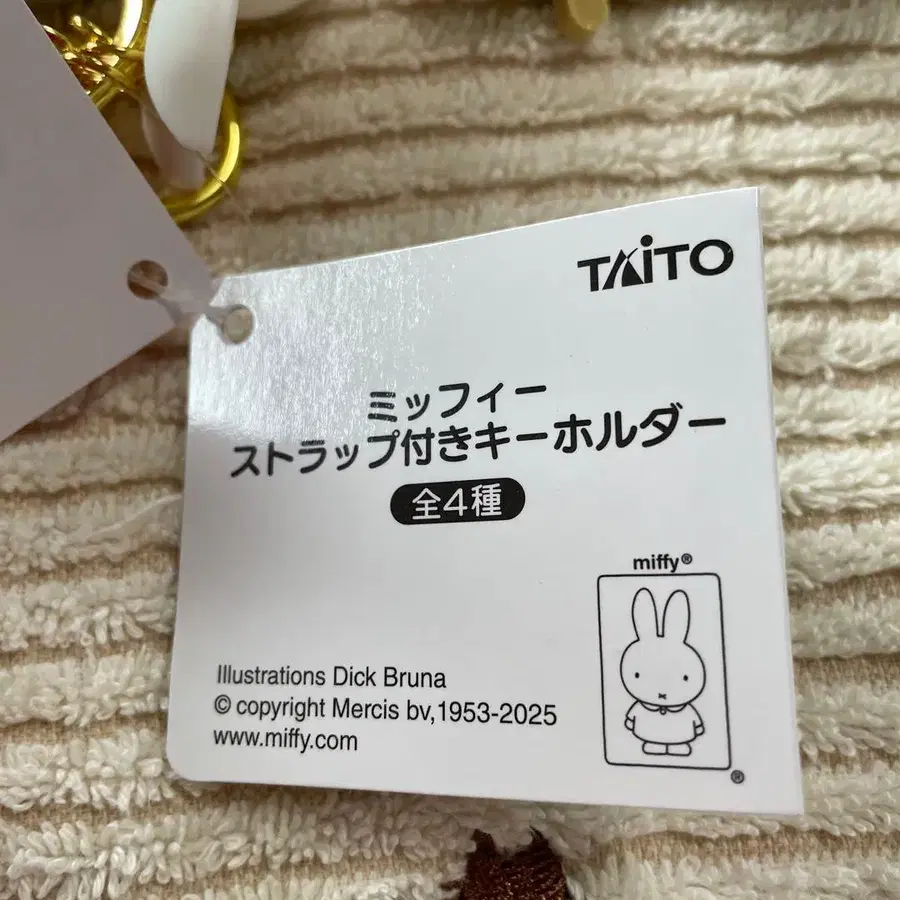 TAITO
ミッフィー
ストラップ付きキーホルダー
全4種
miffy®
®
Illustrations Dick Bruna
© copyright Mercis bv,1953-2025
www.miffy.com